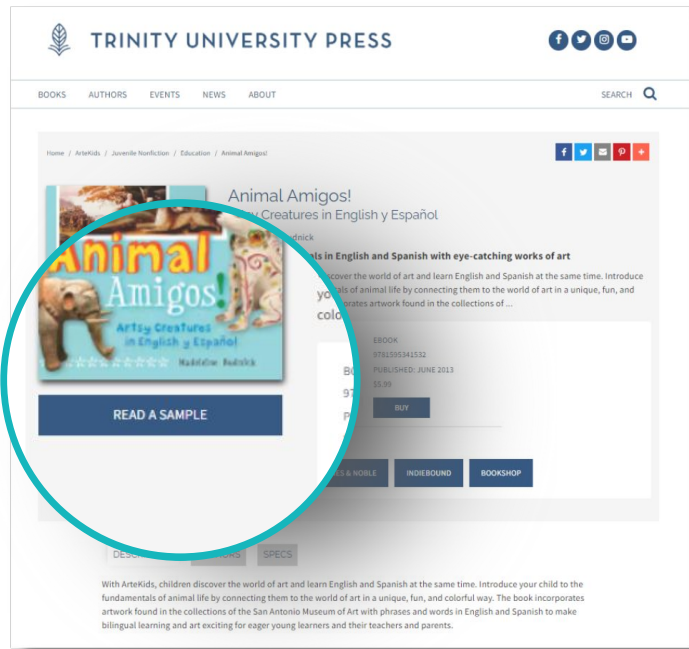 TRINITY UNIVERSITY PRESS
BOOKS AUTHORS EVENTS NEWS ABOUT SEARCH
Home / ArteKids / Juvenile Nonfiction / Education / Animal Amigos!
Animal Amigos!
Creatures in English y Español
Animal
Amigos!
Artsy Creatures
in English y Español
Madeleine Budnick
READ A SAMPLE
in English and Spanish with eye-catching works of art
discover the world of art and learn English and Spanish at the same time. Introduce
of animal life by connecting them to the world of art in a unique, fun, and
artwork found in the collections of ...
EBOOK
9781595341532
PUBLISHED: JUNE 2013
$5.99
BUY
& NOBLE
INDIEBOUND
BOOKSHOP
SPECS
With ArteKids, children discover the world of art and learn English and Spanish at the same time. Introduce your child to the
fundamentals of animal life by connecting them to the world of art in a unique, fun, and colorful way. The book incorporates
artwork found in the collections of the San Antonio Museum of Art with phrases and words in English and Spanish to make
bilingual learning and art exciting for eager young learners and their teachers and parents.